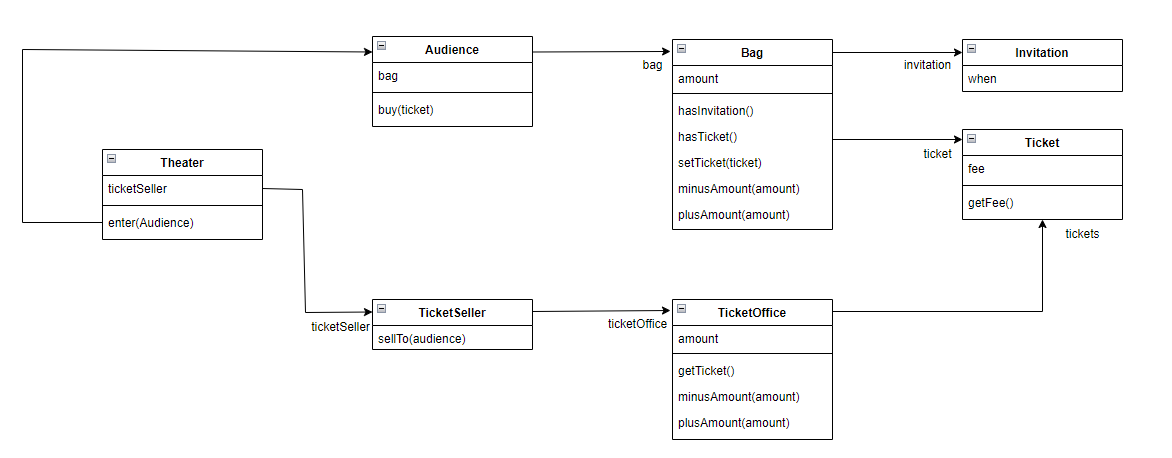 Audience
bag
buy(ticket)
bag
Bag
amount
hasInvitation()
hasTicket()
setTicket(ticket)
minusAmount(amount)
plusAmount(amount)
invitation
Invitation
when
ticket
Ticket
fee
getFee()
tickets
Theater
ticketSeller
enter(Audience)
ticketSeller
TicketSeller
sellTo(audience)
ticketOffice
TicketOffice
amount
getTicket()
minusAmount(amount)
plusAmount(amount)